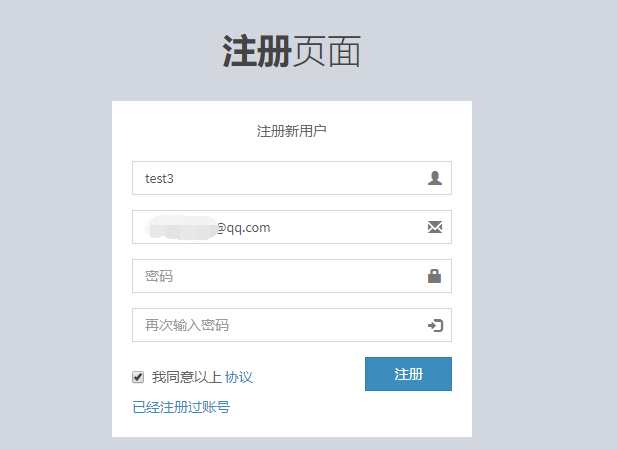 注册页面
注册新用户
test3
@qq.com
密码
再次输入密码
我同意以上 协议
注册
已经注册过账号